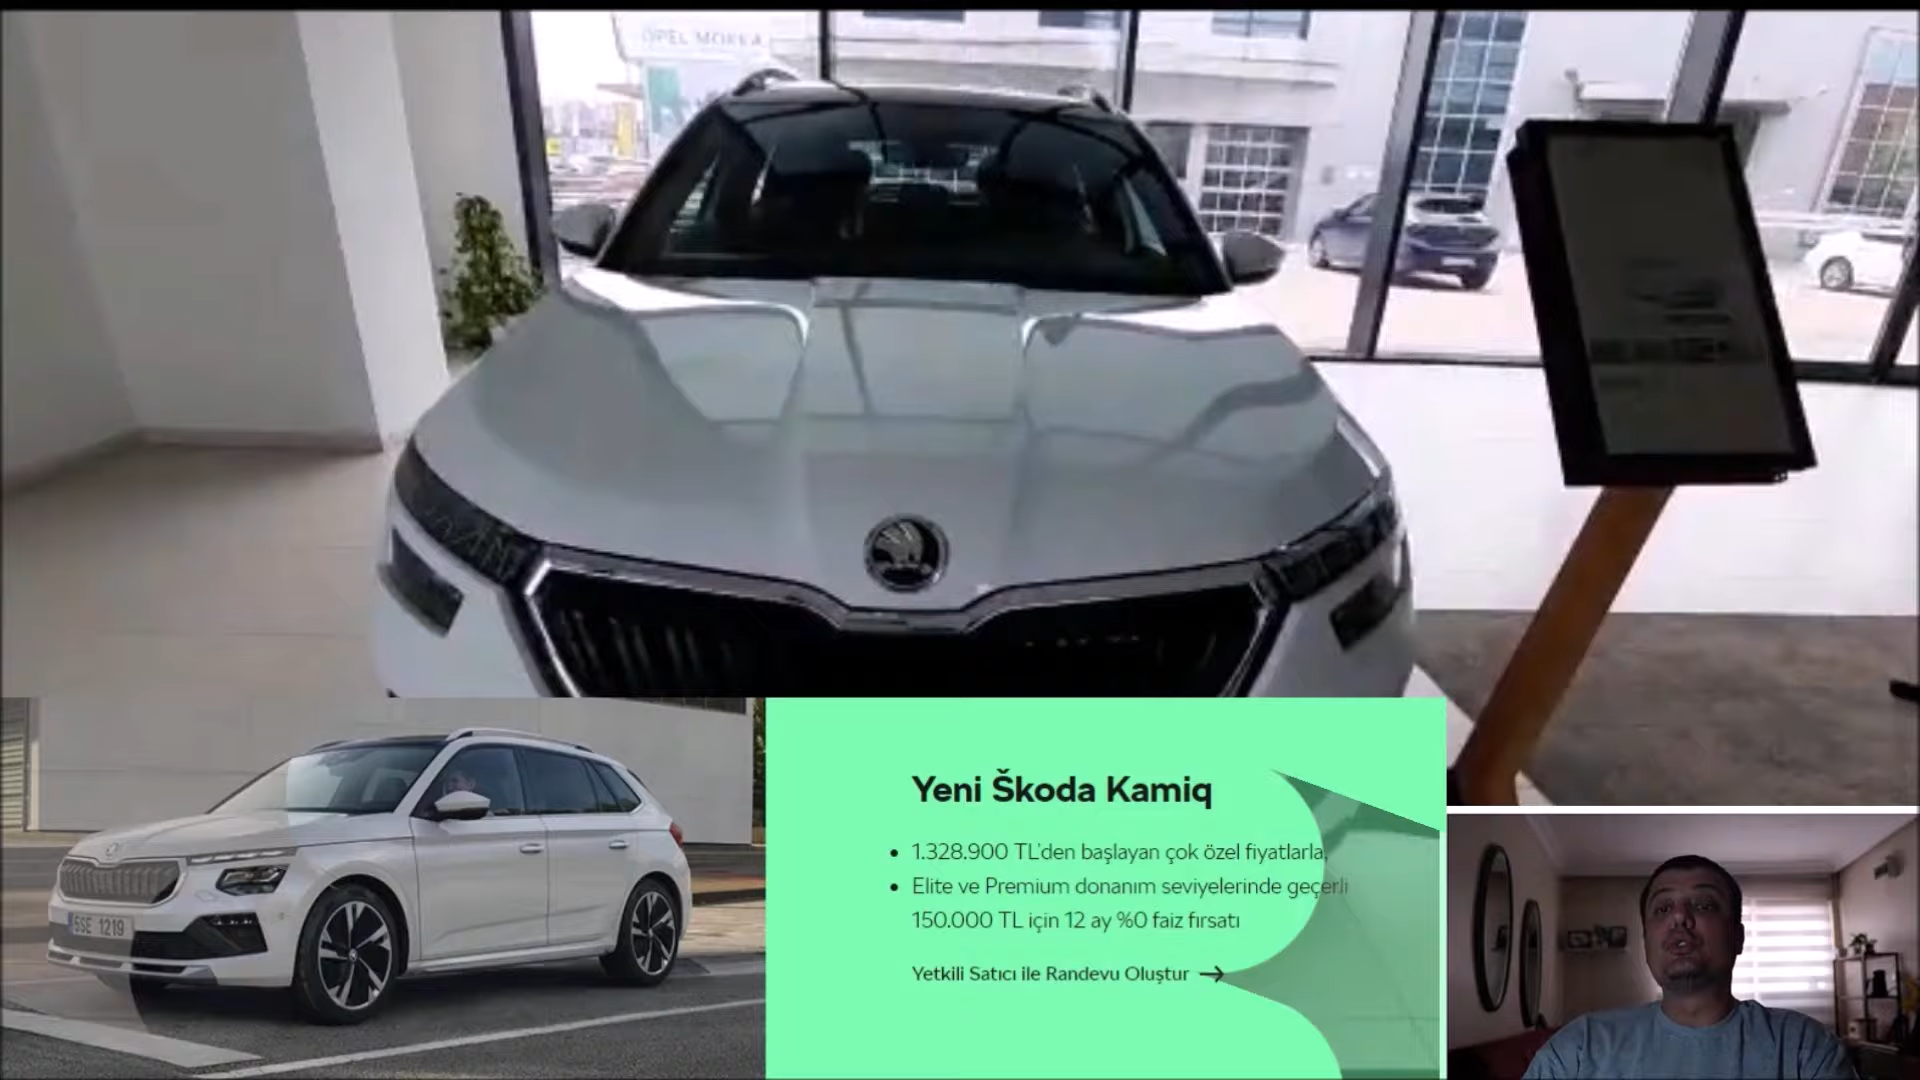 OPEL MOKKA
5SE 1219
Yeni Škoda Kamiq
• 1.328.900 TL'den başlayan çok özel fiyatlarla,
• Elite ve Premium donanım seviyelerinde geçerli
150.000 TL için 12 ay %0 faiz fırsatı
Yetkili Satıcı ile Randevu Oluştur →